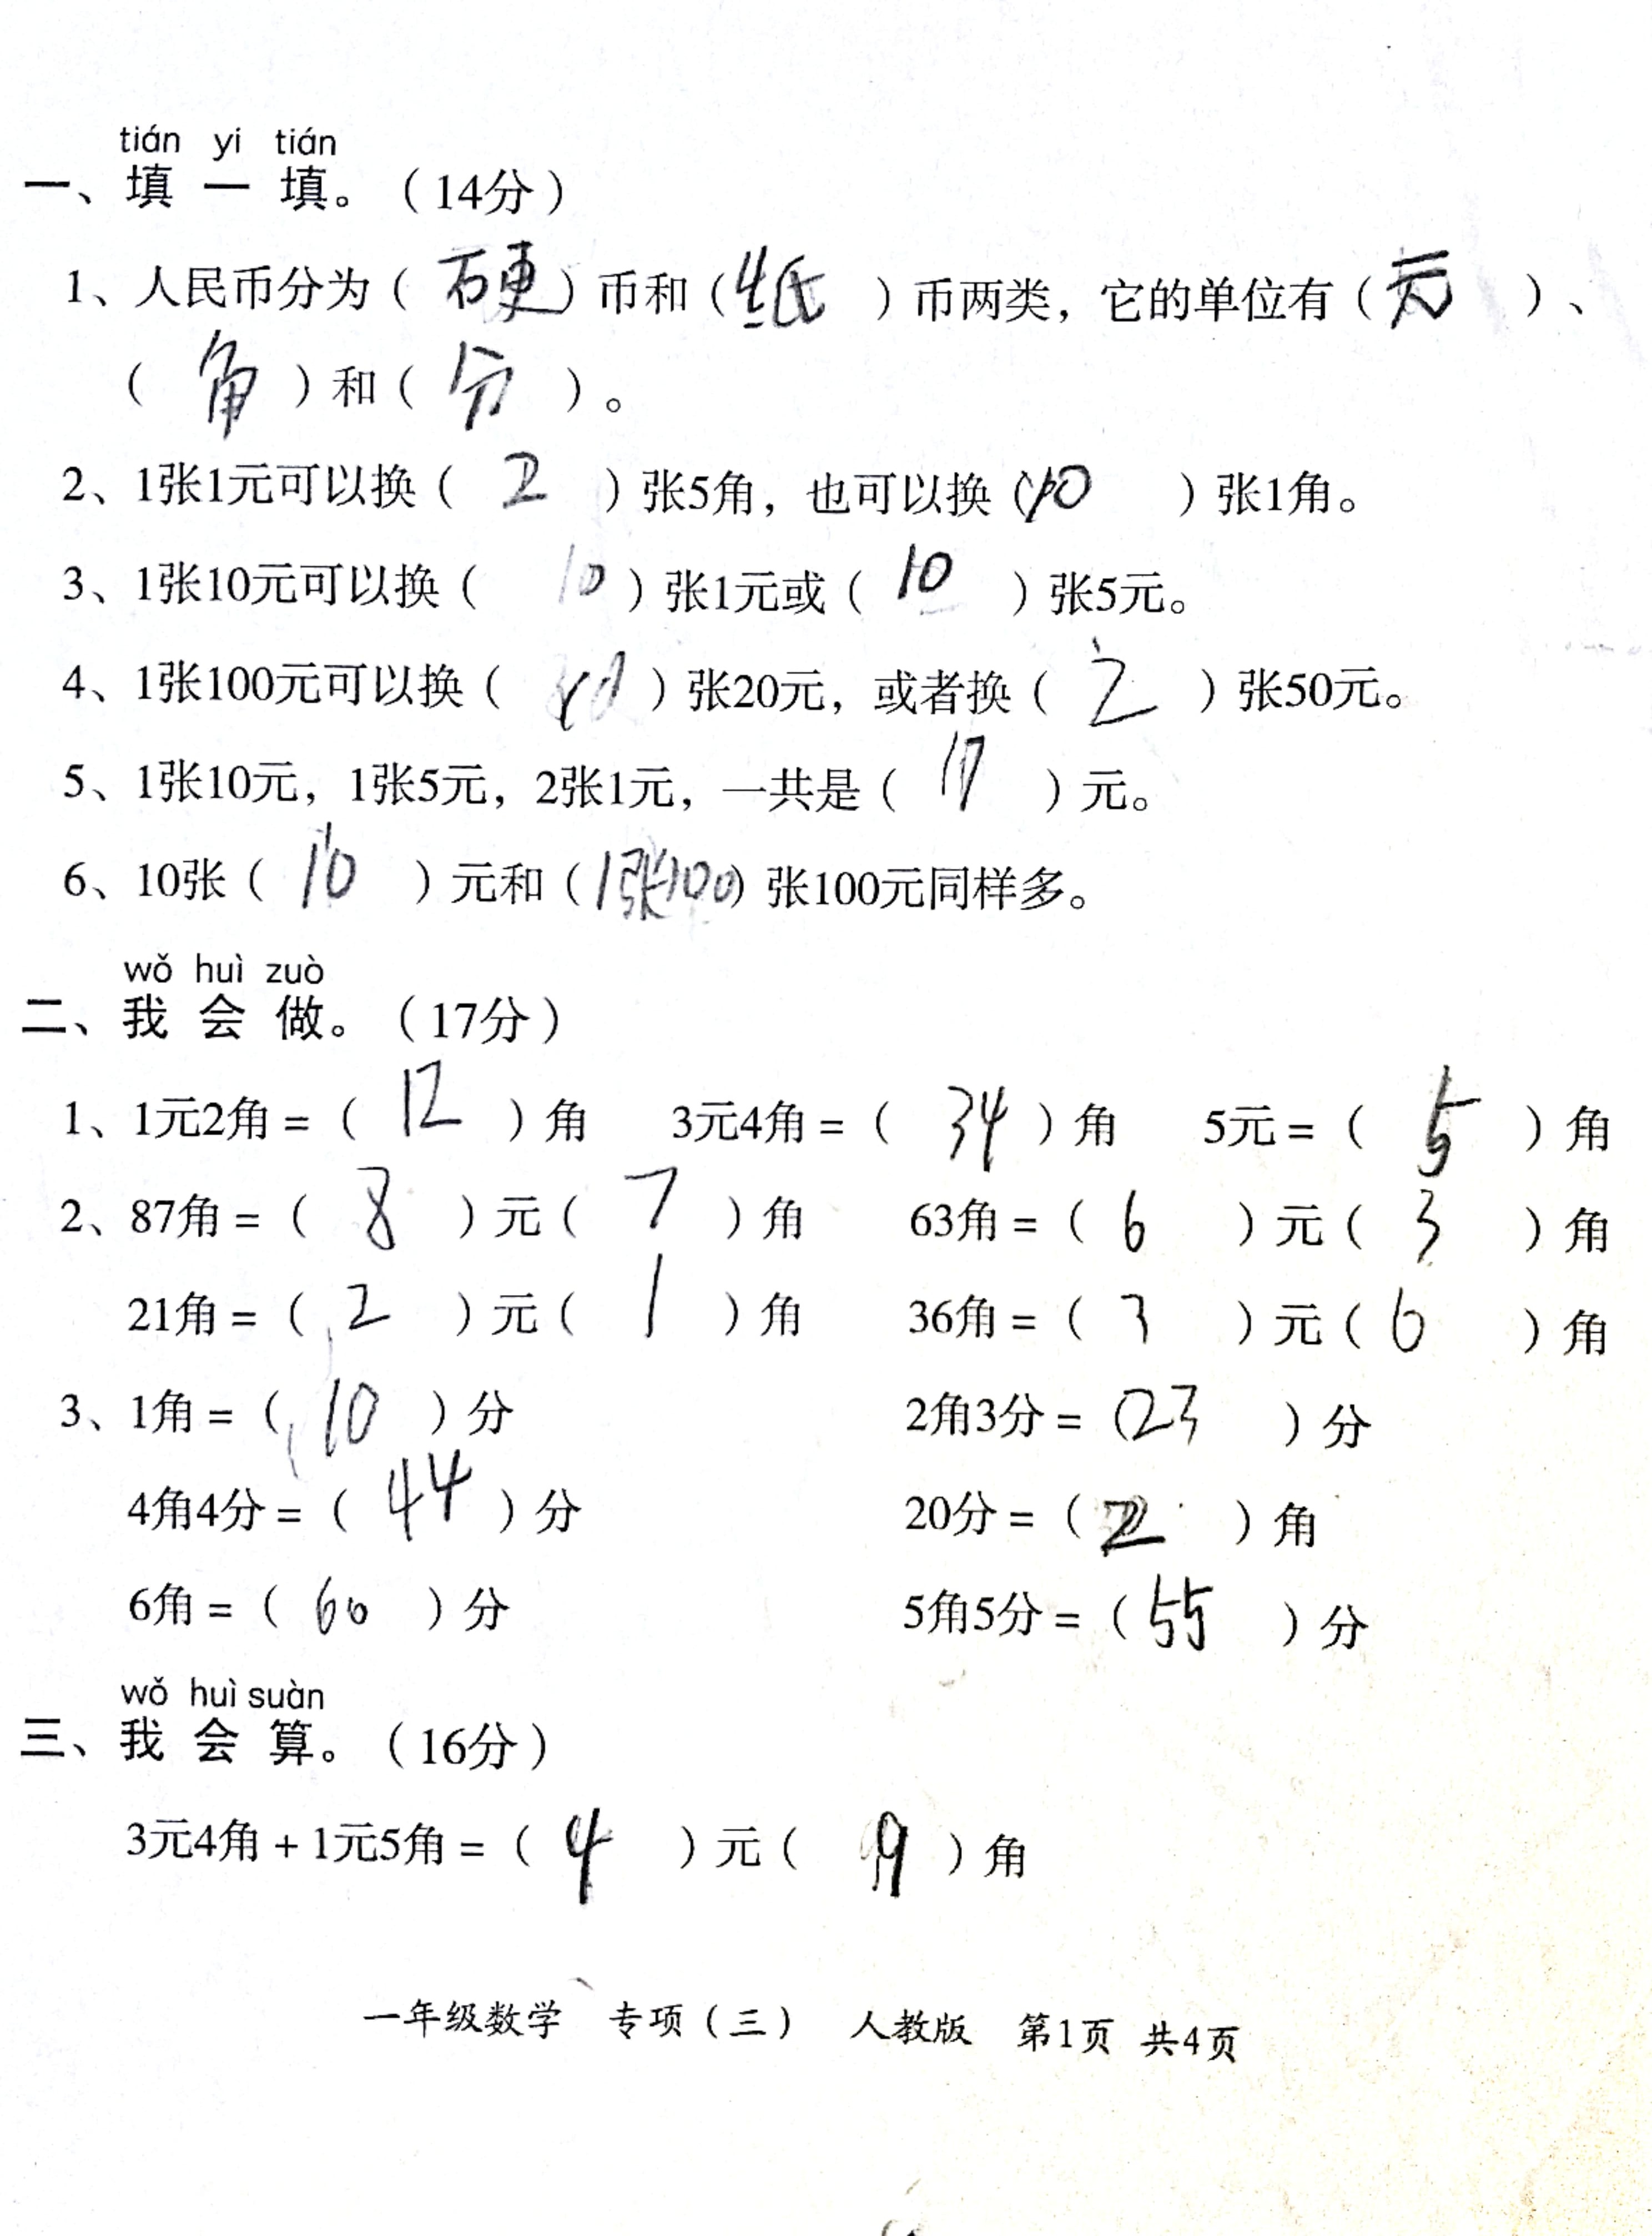 tián yi tián
一、填 一 填。（14分）
1、人民币分为（硬）币和（纸）币两类，它的单位有（元）、
（角）和（分）。
2、1张1元可以换（2）张5角，也可以换（10）张1角。
3、1张10元可以换（10）张1元或（10）张5元。
4、1张100元可以换（）张20元，或者换（2）张50元。
5、1张10元，1张5元，2张1元，一共是（17）元。
6、10张（10）元和（1张100）张100元同样多。
wǒ huì zuò
二、我 会 做。（17分）
1、1元2角=（12）角 3元4角=（34）角 5元=（5）角
2、87角=（8）元（7）角 63角=（6）元（3）角
21角=（2）元（1）角 36角=（3）元（6）角
3、1角=（10）分 2角3分=（23）分
4角4分=（44）分 20分=（2）角
6角=（60）分 5角5分=（55）分
wǒ huì suàn
三、我 会 算。（16分）
3元4角+1元5角=（4）元（9）角
一年级数学 专项（三） 人教版 第1页 共4页